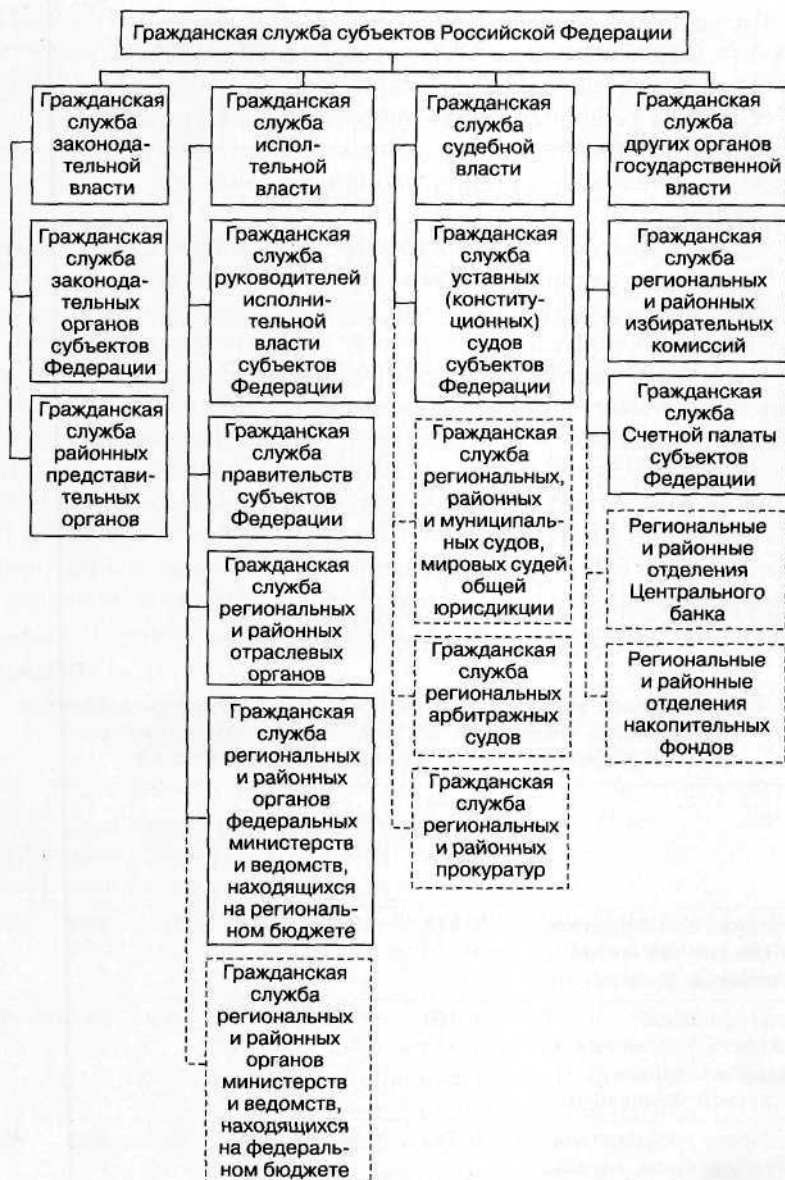 Гражданская служба субъектов Российской Федерации
Гражданская
служба
законода-
тельной
власти
Гражданская
служба
законода-
тельных
органов
субъектов
Федерации
Гражданская
служба
районных
представи-
тельных
органов
Гражданская
служба
испол-
тельной
власти
Гражданская
служба
руководителей
исполни-
тельной
власти
субъектов
Федерации
Гражданская
служба
правительств
субъектов
Федерации
Гражданская
служба
региональных
и районных
отраслевых
органов
Гражданская
служба
региональных
и районных
органов
федеральных
министерств
и ведомств,
находящихся
на региональ-
ном бюджете
Гражданская
служба
региональных
и районных
органов
министерств
и ведомств,
находящихся
на федераль-
ном бюджете
Гражданская
служба
судебной
власти
Гражданская
служба
уставных
(конститу-
ционных)
судов
субъектов
Федерации
Гражданская
служба
региональных,
районных
и муниципаль-
ных судов,
мировых судей
общей
юрисдикции
Гражданская
служба
региональных
арбитражных
судов
Гражданская
служба
региональных
и районных
прокуратур
Гражданская
служба
других органов
государственной
власти
Гражданская
служба
региональных
и районных
избирательных
комиссий
Гражданская
служба
Счетной палаты
субъектов
Федерации
Региональные
и районные
отделения
Центрального
банка
Региональные
и районные
отделения
накопительных
фондов